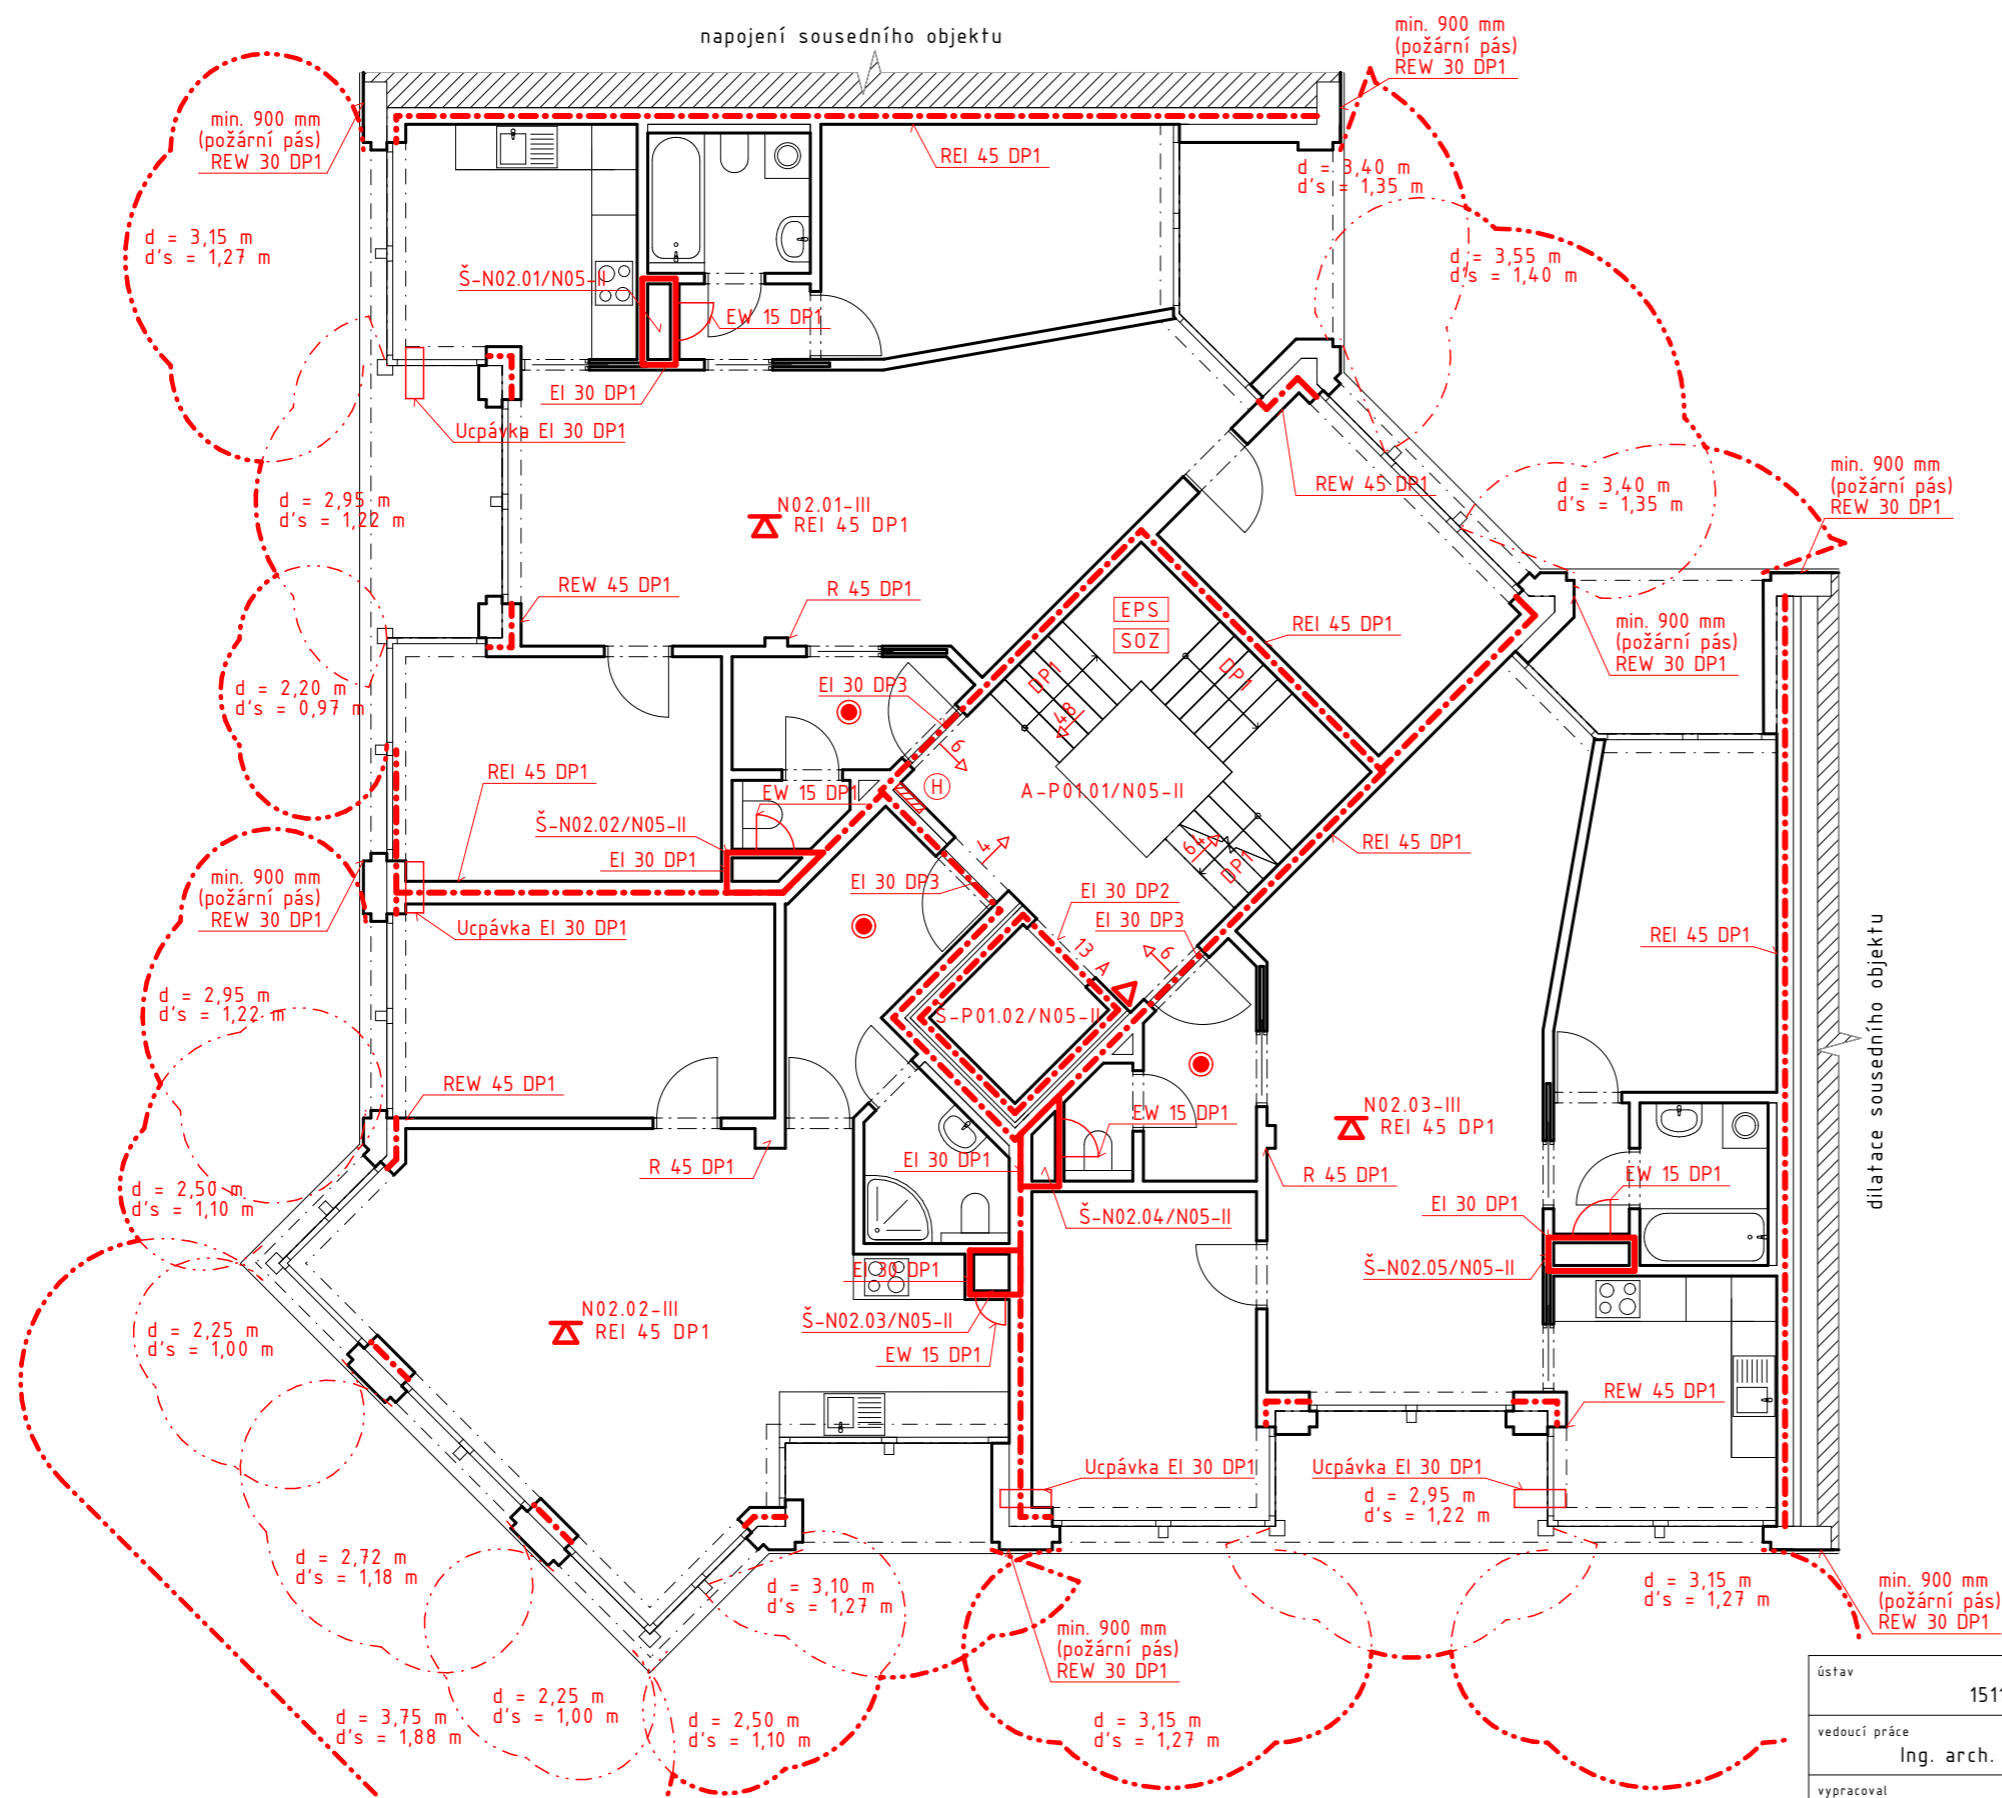 napojení sousedního objektu
min. 900 mm
(požární pás)
REW 30 DP1
min. 900 mm
(požární pás)
REW 30 DP1
REI 45 DP1
d = 3,40 m
d's = 1,35 m
d = 3,15 m
d's = 1,27 m
d = 3,55 m
d's = 1,40 m
Š-N02.01/N05-II
EW 15 DP1
EI 30 DP1
Ucpávka EI 30 DP1
d = 2,95 m
d's = 1,22 m
N02.01-III
REI 45 DP1
REW 45 DP1
d = 3,40 m
d's = 1,35 m
min. 900 mm
(požární pás)
REW 30 DP1
REW 45 DP1
R 45 DP1
EPS
SOZ
REI 45 DP1
min. 900 mm
(požární pás)
REW 30 DP1
d = 2,20 m
d's = 0,97 m
EI 30 DP3
DP1
DP1
48
6
REI 45 DP1
EW 15 DP1
H
A-P01.01/N05-II
Š-N02.02/N05-II
EI 30 DP1
4
64
DP1
REI 45 DP1
min. 900 mm
(požární pás)
REW 30 DP1
EI 30 DP3
EI 30 DP2
EI 30 DP3
Ucpávka EI 30 DP1
13 A
6
REI 45 DP1
dilatace sousedního objektu
d = 2,95 m
d's = 1,22 m
Š-P01.02/N05-II
REW 45 DP1
EW 15 DP1
N02.03-III
REI 45 DP1
R 45 DP1
EI 30 DP1
R 45 DP1
EW 15 DP1
d = 2,50 m
d's = 1,10 m
Š-N02.04/N05-II
EI 30 DP1
EI 30 DP1
Š-N02.05/N05-II
N02.02-III
REI 45 DP1
Š-N02.03/N05-II
d = 2,25 m
d's = 1,00 m
EW 15 DP1
REW 45 DP1
Ucpávka EI 30 DP1
Ucpávka EI 30 DP1
d = 2,95 m
d's = 1,22 m
d = 2,72 m
d's = 1,18 m
d = 3,10 m
d's = 1,27 m
d = 3,15 m
d's = 1,27 m
min. 900 mm
(požární pás)
REW 30 DP1
min. 900 mm
(požární pás)
REW 30 DP1
d = 3,75 m
d's = 1,88 m
d = 2,25 m
d's = 1,00 m
d = 2,50 m
d's = 1,10 m
d = 3,15 m
d's = 1,27 m
ústav
1511
vedoucí práce
Ing. arch.
vypracoval